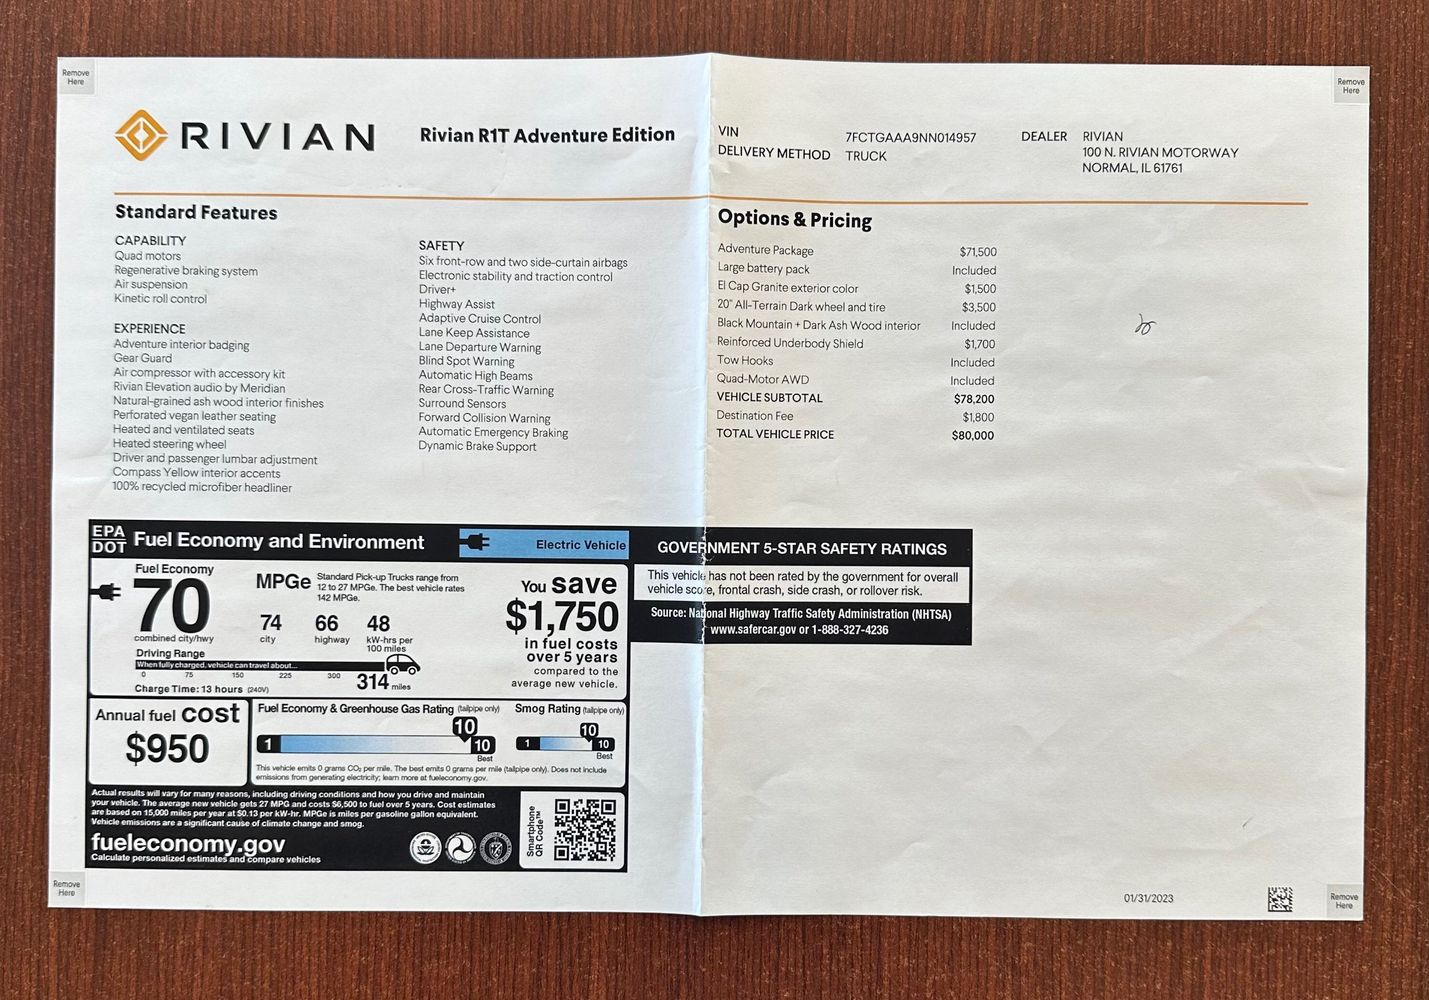 Remove
Here
Remove
Here
RIVIAN
Rivian R1T Adventure Edition
VIN 7FCTGAAA9NN014957
DELIVERY METHOD TRUCK
DEALER RIVIAN
100 N. RIVIAN MOTORWAY
NORMAL, IL 61761
Standard Features
CAPABILITY
Quad motors
Regenerative braking system
Air suspension
Kinetic roll control
EXPERIENCE
Adventure interior badging
Gear Guard
Air compressor with accessory kit
Rivian Elevation audio by Meridian
Natural-grained ash wood interior finishes
Perforated vegan leather seating
Heated and ventilated seats
Heated steering wheel
Driver and passenger lumbar adjustment
Compass Yellow interior accents
100% recycled microfiber headliner
SAFETY
Six front-row and two side-curtain airbags
Electronic stability and traction control
Driver+
Highway Assist
Adaptive Cruise Control
Lane Keep Assistance
Lane Departure Warning
Blind Spot Warning
Automatic High Beams
Rear Cross-Traffic Warning
Surround Sensors
Forward Collision Warning
Automatic Emergency Braking
Dynamic Brake Support
Options & Pricing
Adventure Package $71,500
Large battery pack Included
El Cap Granite exterior color $1,500
20" All-Terrain Dark wheel and tire $3,500
Black Mountain + Dark Ash Wood interior Included
Reinforced Underbody Shield $1,700
Tow Hooks Included
Quad-Motor AWD Included
VEHICLE SUBTOTAL $78,200
Destination Fee $1,800
TOTAL VEHICLE PRICE $80,000
EPA
DOT
Fuel Economy and Environment
Electric Vehicle
Fuel Economy
70
MPGe
combined city/hwy
Standard Pick-up Trucks range from
12 to 27 MPGe. The best vehicle rates
142 MPGe.
74 66 48
city highway kW-hrs per
100 miles
Driving Range
When fully charged, vehicle can travel about...
0 75 150 225 300 314 miles
Charge Time: 13 hours (240V)
You save
$1,750
in fuel costs
over 5 years
compared to the
average new vehicle.
Annual fuel cost
$950
Fuel Economy & Greenhouse Gas Rating (tailpipe only)
10
1 10
Best
Smog Rating (tailpipe only)
10
1 10
Best
This vehicle emits 0 grams CO₂ per mile. The best emits 0 grams per mile (tailpipe only). Does not include
emissions from generating electricity; learn more at fueleconomy.gov.
Actual results will vary for many reasons, including driving conditions and how you drive and maintain
your vehicle. The average new vehicle gets 27 MPG and costs $6,500 to fuel over 5 years. Cost estimates
are based on 15,000 miles per year at $0.13 per kW-hr. MPGe is miles per gasoline gallon equivalent.
Vehicle emissions are a significant cause of climate change and smog.
fueleconomy.gov
Calculate personalized estimates and compare vehicles
Smartphone
QR Code™
GOVERNMENT 5-STAR SAFETY RATINGS
This vehicle has not been rated by the government for overall
vehicle score, frontal crash, side crash, or rollover risk.
Source: National Highway Traffic Safety Administration (NHTSA)
www.safercar.gov or 1-888-327-4236
01/31/2023
Remove
Here
Remove
Here